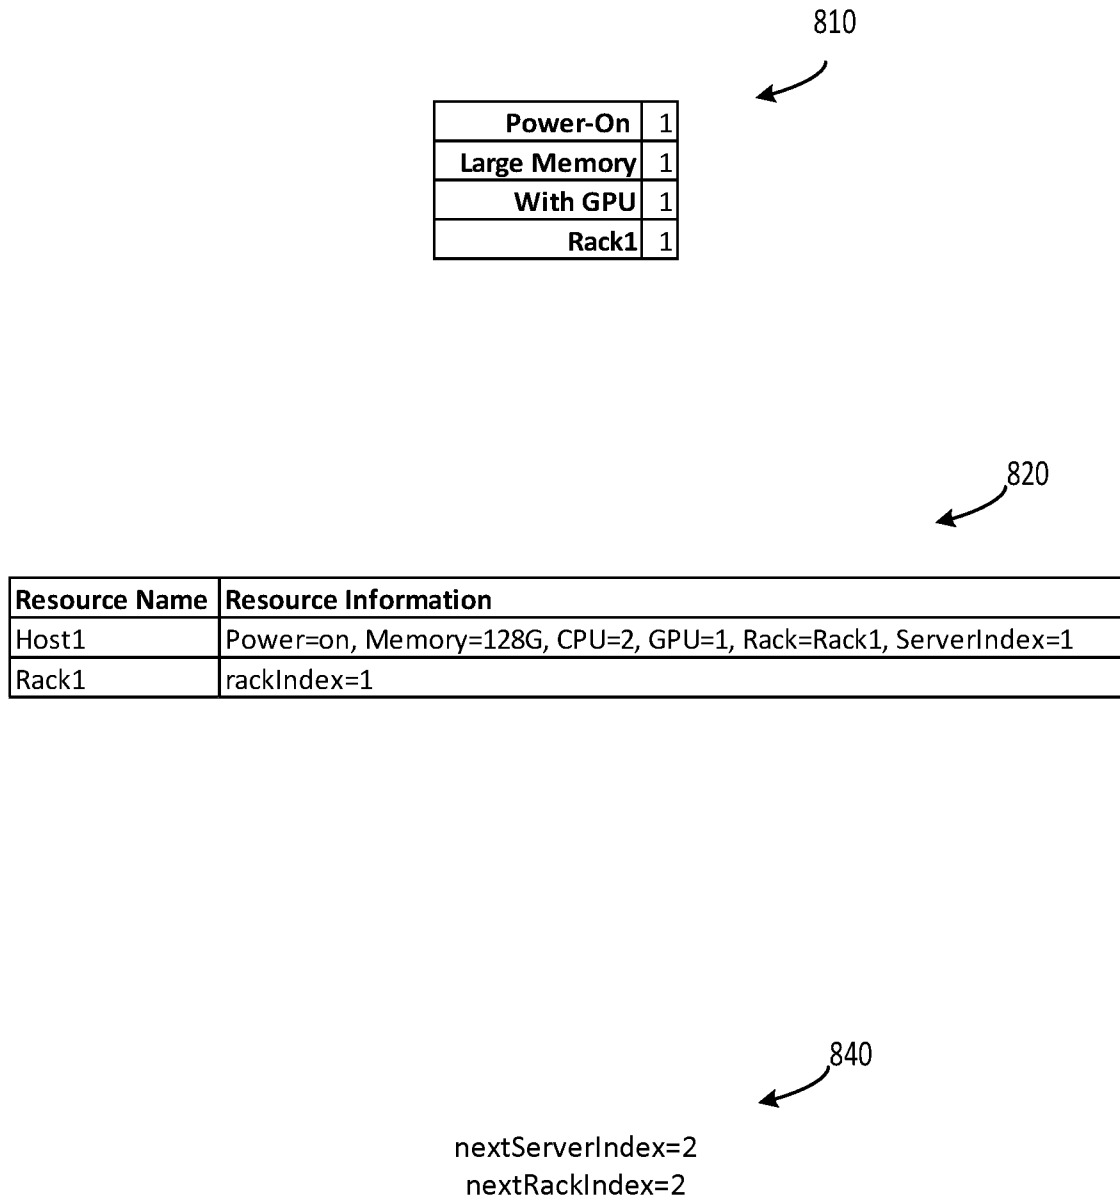 810
Power-On 1
Large Memory 1
With GPU 1
Rack1 1
820
Resource Name Resource Information
Host1 Power=on, Memory=128G, CPU=2, GPU=1, Rack=Rack1, ServerIndex=1
Rack1 rackIndex=1
840
nextServerIndex=2
nextRackIndex=2